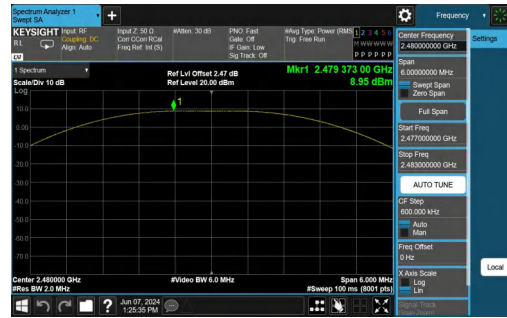 Spectrum Analyzer 1
Swept SA
Frequency
KEYSIGHT
Input: RF
Coupling: DC
Align: Auto
Input Z: 50 Ω
Corr CCorr RCal
Freq Ref: Int (S)
#Atten: 30 dB
PNO: Fast
Gate: Off
IF Gain: Low
Sig Track: Off
#Avg Type: Power (RMS
Trig: Free Run
1 2 3 4 5 6
M W W W W W
P P P P P P
RL
LXI
1 Spectrum
Scale/Div 10 dB
Log
Ref Lvl Offset 2.47 dB
Ref Level 20.00 dBm
Mkr1 2.479 373 00 GHz
8.95 dBm
1
10.0
0.00
-10.0
-20.0
-30.0
-40.0
-50.0
-60.0
-70.0
Center 2.480000 GHz
#Res BW 2.0 MHz
#Video BW 6.0 MHz
Span 6.000 MHz
#Sweep 100 ms (8001 pts)
Jun 07, 2024
1:25:35 PM
Center Frequency
2.480000000 GHz
Settings
Span
6.00000000 MHz
Swept Span
Zero Span
Full Span
Start Freq
2.477000000 GHz
Stop Freq
2.483000000 GHz
AUTO TUNE
CF Step
600.000 kHz
Auto
Man
Freq Offset
0 Hz
X Axis Scale
Log
Lin
Local
Signal Track
(Span Zoom)